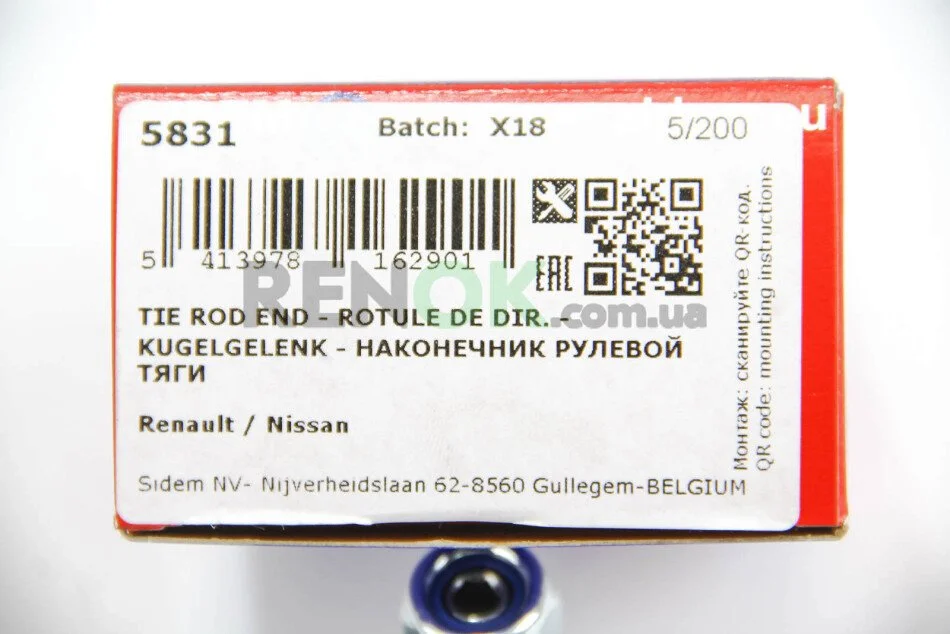 5831 Batch: X18 5/200
u
5 413978 162901
EAC
RENOK.com.ua
TIE ROD END - ROTULE DE DIR. -
KUGELGELENK - НАКОНЕЧНИК РУЛЕВОЙ
ТЯГИ
Renault / Nissan
Sidem NV- Nijverheidslaan 62-8560 Gullegem-BELGIUM
Монтаж: сканируйте QR-код.
QR code: mounting instructions